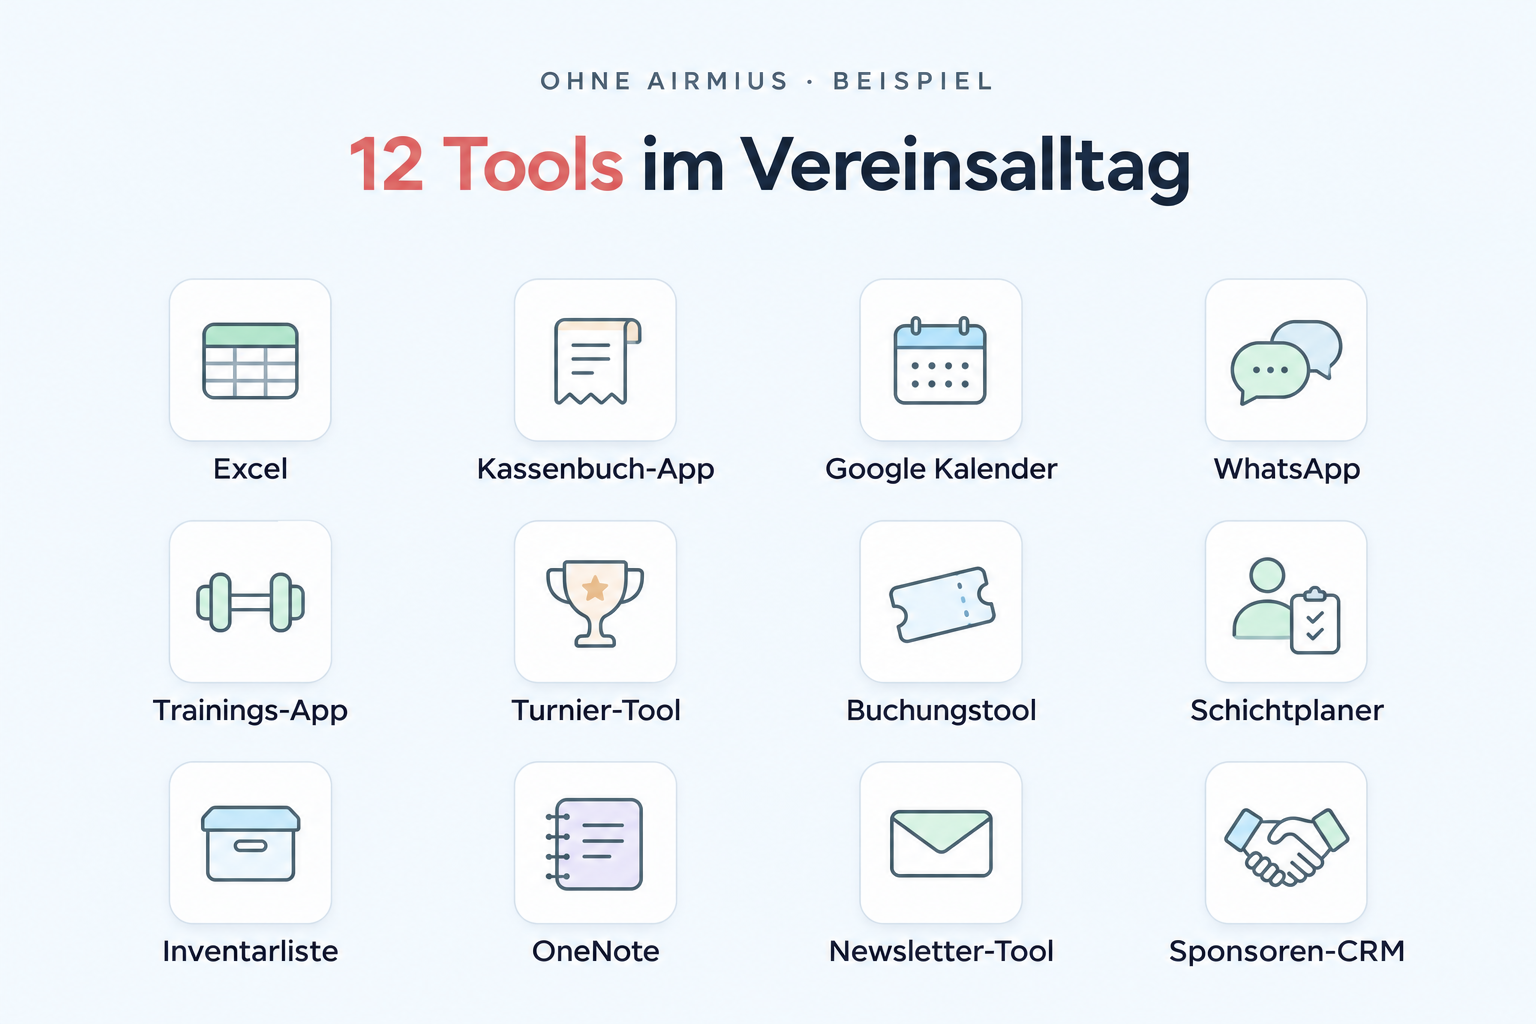 OHNE AIRMIUS · BEISPIEL
12 Tools im Vereinsalltag
Excel
Kassenbuch-App
Google Kalender
WhatsApp
Trainings-App
Turnier-Tool
Buchungstool
Schichtplaner
Inventarliste
OneNote
Newsletter-Tool
Sponsoren-CRM